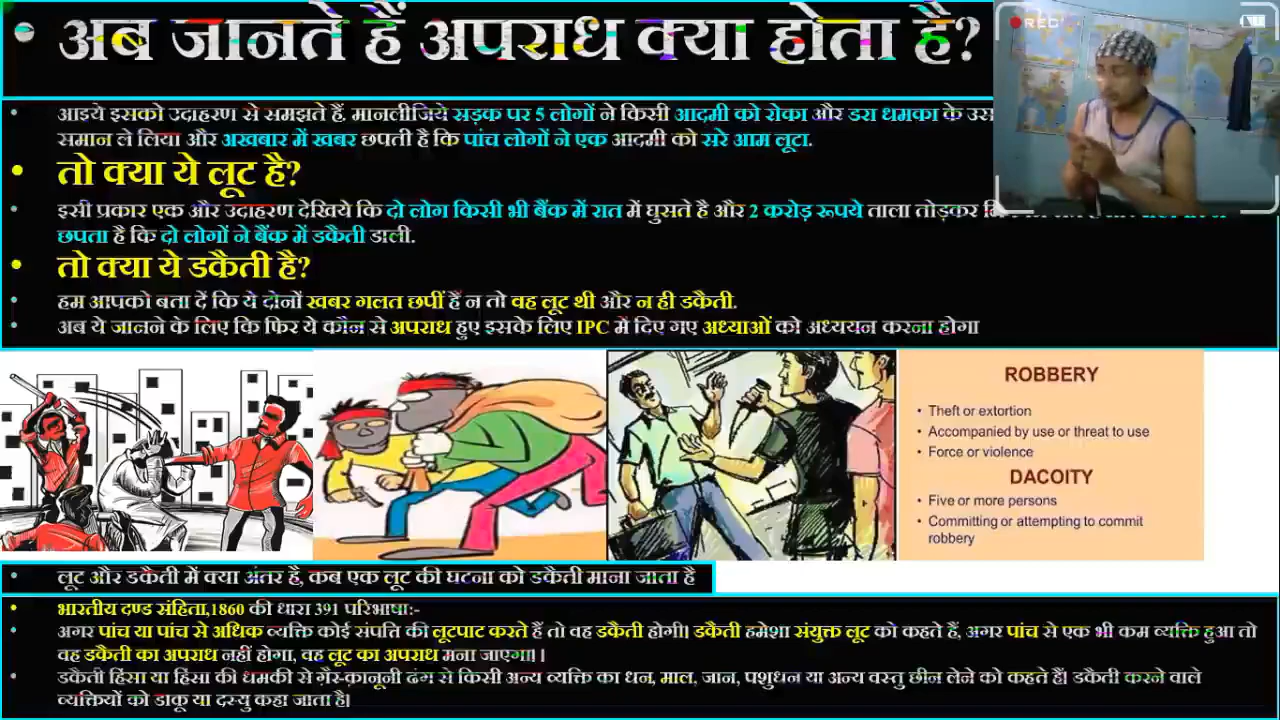 • अब जानते हैं अपराध क्या होता है?
REC
• आइये इसको उदाहरण से समझते हैं. मानलीजिये सड़क पर 5 लोगों ने किसी आदमी को रोका और डरा धमका के उस
समान ले लिया और अखबार में खबर छपती है कि पांच लोगों ने एक आदमी को सरे आम लूटा.
• तो क्या ये लूट है?
• इसी प्रकार एक और उदाहरण देखिये कि दो लोग किसी भी बैंक में रात में घुसते है और 2 करोड़ रूपये ताला तोड़कर
छपता है कि दो लोगों ने बैंक में डकैती डाली.
• तो क्या ये डकैती है?
• हम आपको बता दें कि ये दोनों खबर गलत छपीं हैं न तो वह लूट थी और न ही डकैती.
• अब ये जानने के लिए कि फिर ये कौन से अपराध हुए इसके लिए IPC में दिए गए अध्याओं को अध्ययन करना होगा
ROBBERY
• Theft or extortion
• Accompanied by use or threat to use
• Force or violence
DACOITY
• Five or more persons
• Committing or attempting to commit
robbery
• लूट और डकैती में क्या अंतर है, कब एक लूट की घटना को डकैती माना जाता है
• भारतीय दण्ड संहिता,1860 की धारा 391 परिभाषा:-
• अगर पांच या पांच से अधिक व्यक्ति कोई संपति की लूटपाट करते हैं तो वह डकैती होगी। डकैती हमेशा संयुक्त लूट को कहते हैं, अगर पांच से एक भी कम व्यक्ति हुआ तो
वह डकैती का अपराध नहीं होगा, वह लूट का अपराध मना जाएगा। ।
• डकैती हिंसा या हिंसा की धमकी से ग़ैर-क़ानूनी ढंग से किसी अन्य व्यक्ति का धन, माल, जान, पशुधन या अन्य वस्तु छीन लेने को कहते हैं। डकैती करने वाले
व्यक्तियों को डाकू या दस्यु कहा जाता है।